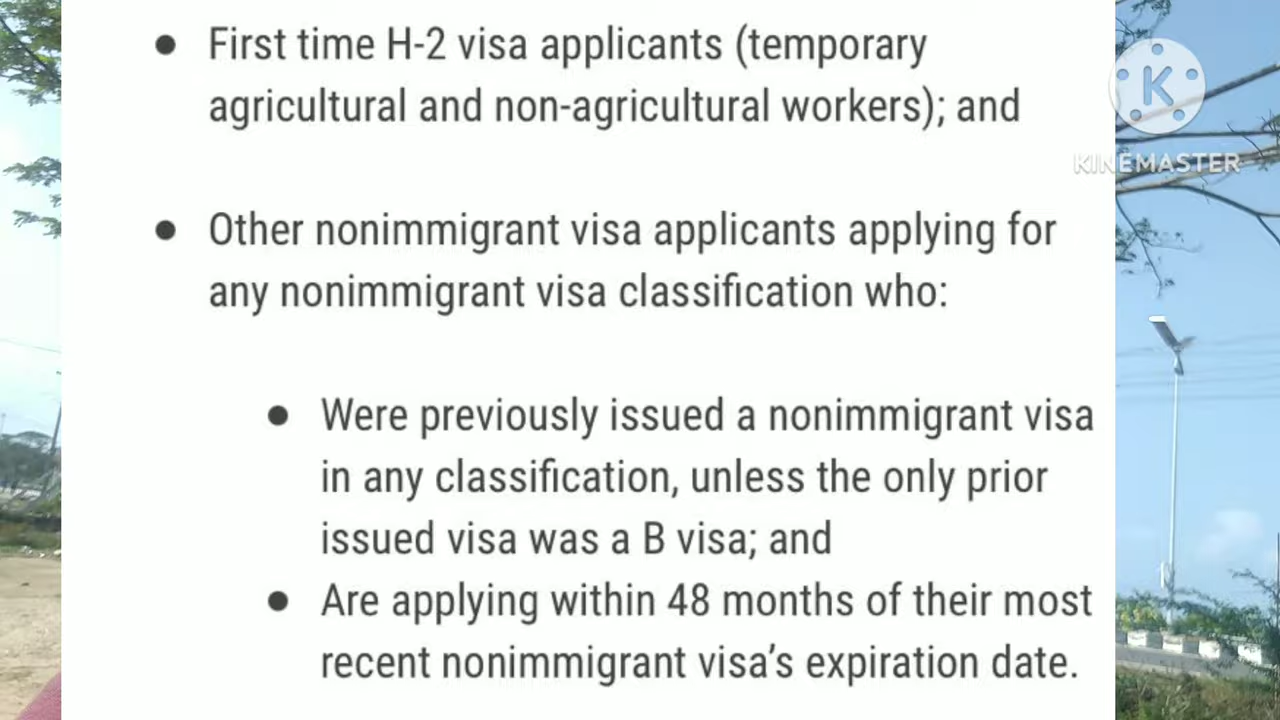 ● First time H-2 visa applicants (temporary
agricultural and non-agricultural workers); and
● Other nonimmigrant visa applicants applying for
any nonimmigrant visa classification who:
● Were previously issued a nonimmigrant visa
in any classification, unless the only prior
issued visa was a B visa; and
● Are applying within 48 months of their most
recent nonimmigrant visa’s expiration date.
K
KINEMASTER